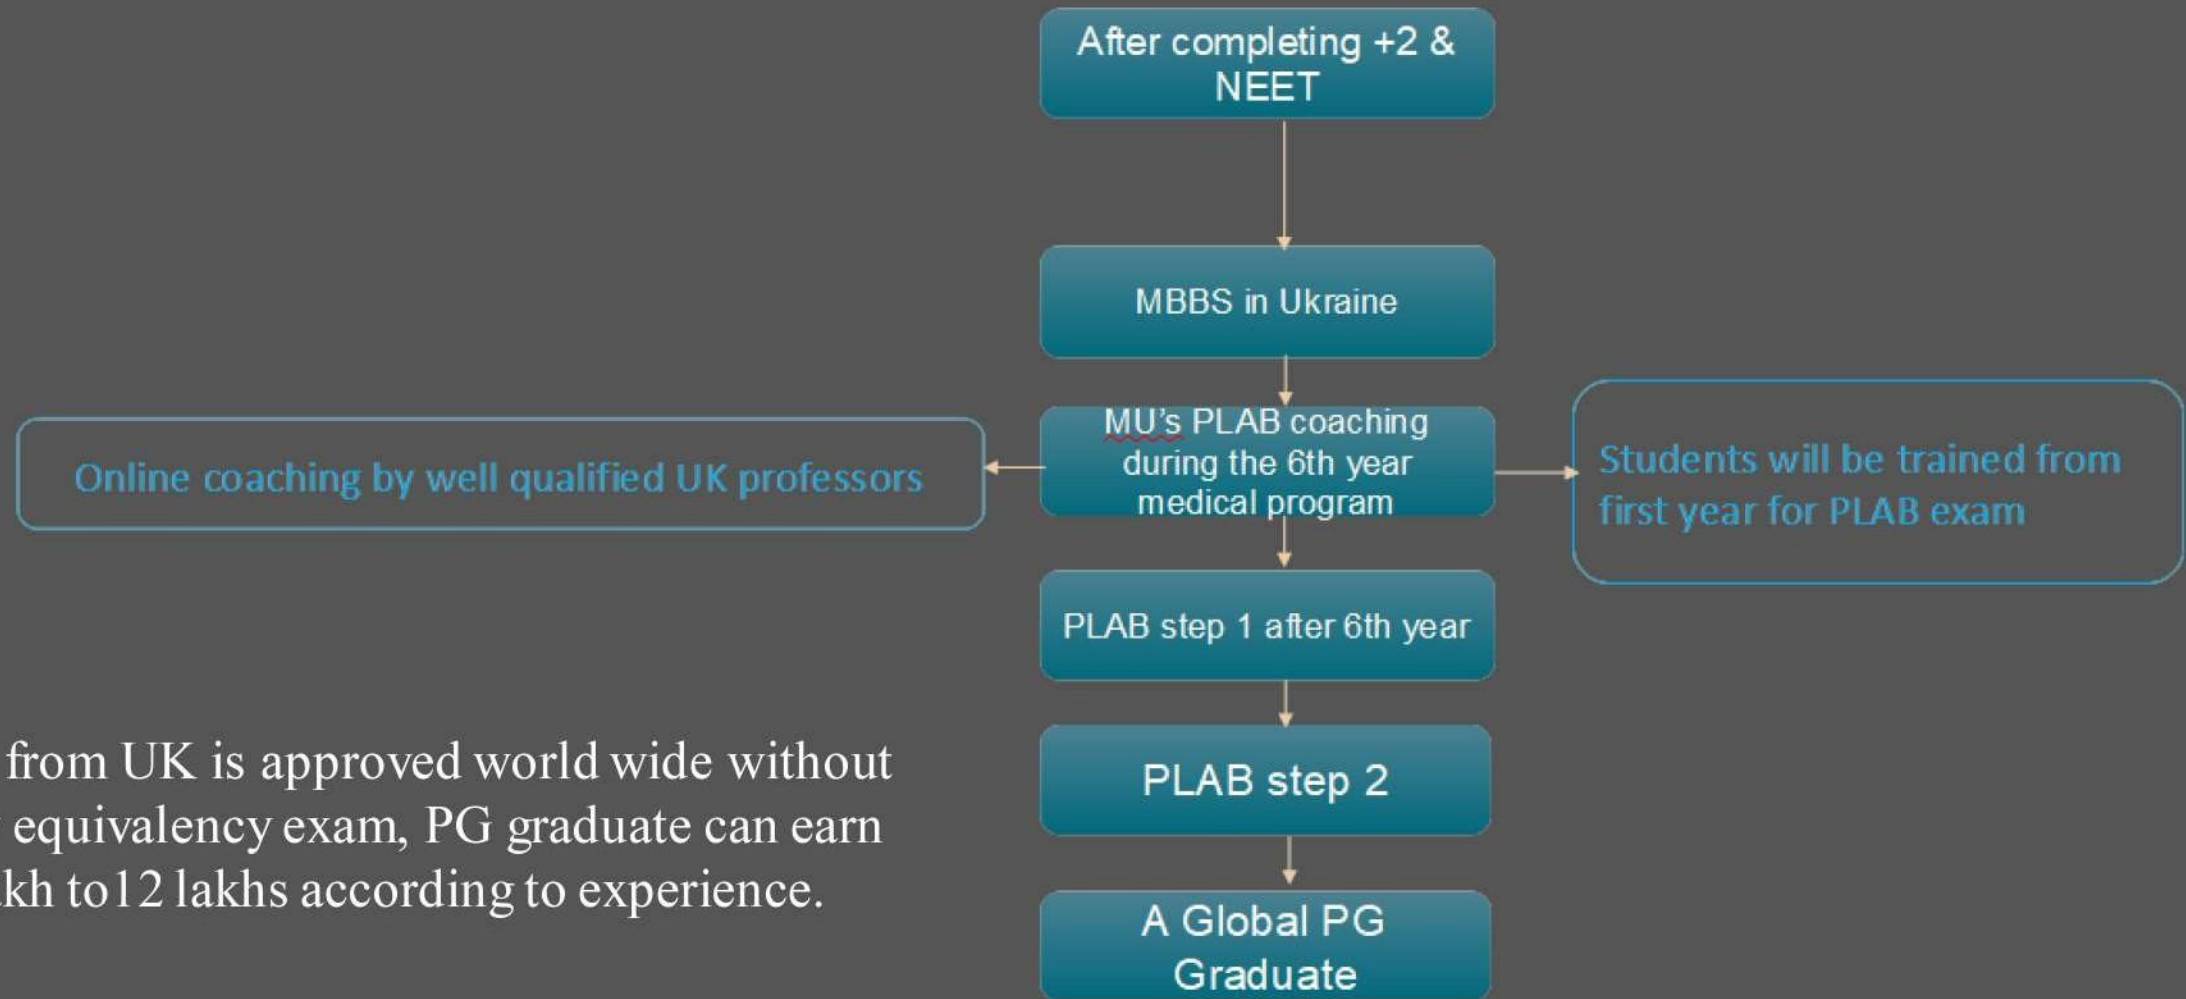 After completing +2 &
NEET
MBBS in Ukraine
MU's PLAB coaching
during the 6th year
medical program
Online coaching by well qualified UK professors
Students will be trained from
first year for PLAB exam
PLAB step 1 after 6th year
PLAB step 2
A Global PG
Graduate
from UK is approved world wide without
equivalency exam, PG graduate can earn
to12 lakhs according to experience.